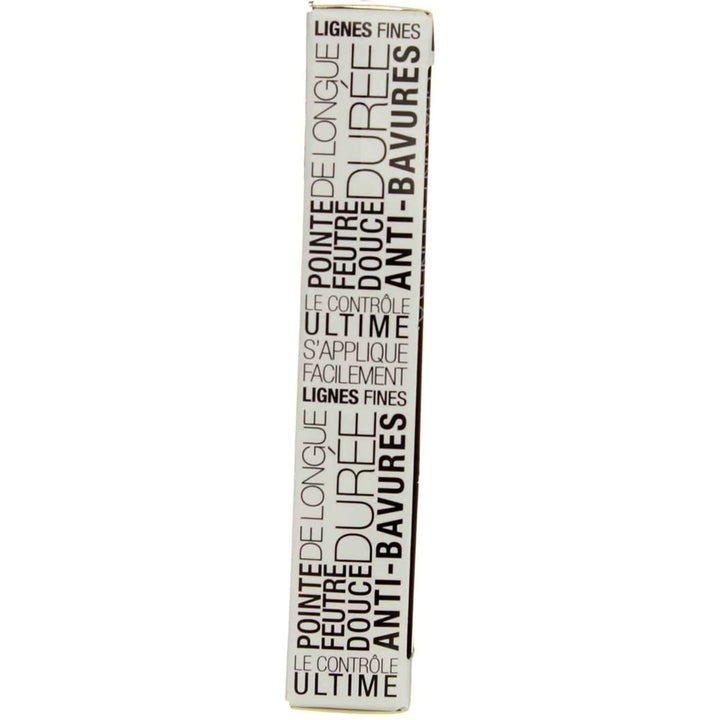 LIGNES FINES
POINTE DE LONGUE
FEUTRE
DOUCE DURÉE
ANTI-BAVURES
LE CONTRÔLE
ULTIME
S'APPLIQUE
FACILEMENT
LIGNES FINES
POINTE DE LONGUE
FEUTRE
DOUCE DURÉE
ANTI-BAVURES
LE CONTRÔLE
ULTIME